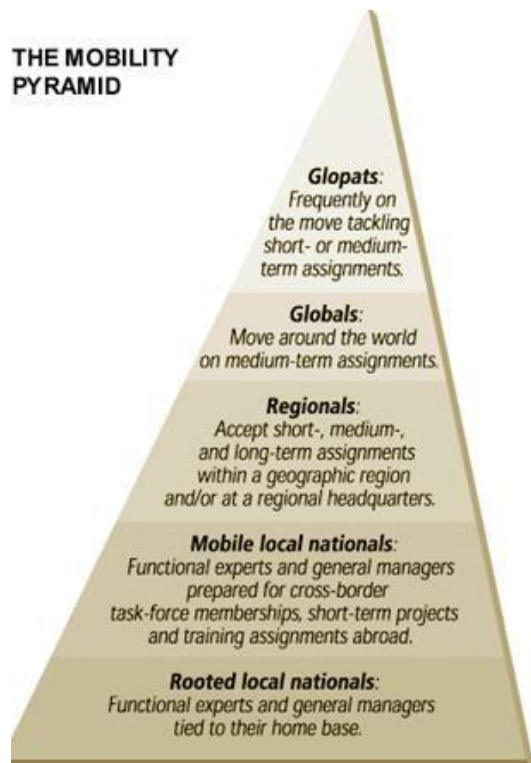 THE MOBILITY
PYRAMID
Glopats:
Frequently on
the move tackling
short- or medium-
term assignments.
Globals:
Move around the world
on medium-term assignments.
Regionals:
Accept short-, medium-,
and long-term assignments
within a geographic region
and/or at a regional headquarters.
Mobile local nationals:
Functional experts and general managers
prepared for cross-border
task-force memberships, short-term projects
and training assignments abroad.
Rooted local nationals:
Functional experts and general managers
tied to their home base.